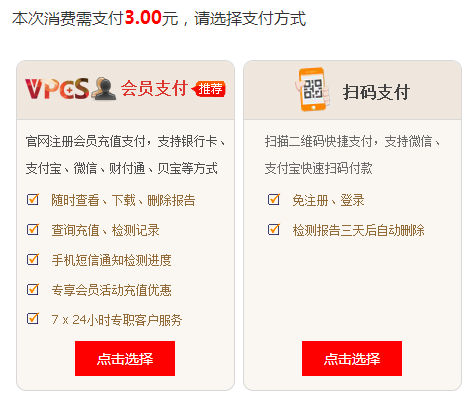 本次消费需支付3.00元，请选择支付方式
VPCS 会员支付 推荐
官网注册会员充值支付，支持银行卡、
支付宝、微信、财付通、贝宝等方式
随时查看、下载、删除报告
查询充值、检测记录
手机短信通知检测进度
专享会员活动充值优惠
7 x 24小时专职客户服务
点击选择
扫码支付
扫描二维码快捷支付，支持微信、
支付宝快速扫码付款
免注册、登录
检测报告三天后自动删除
点击选择